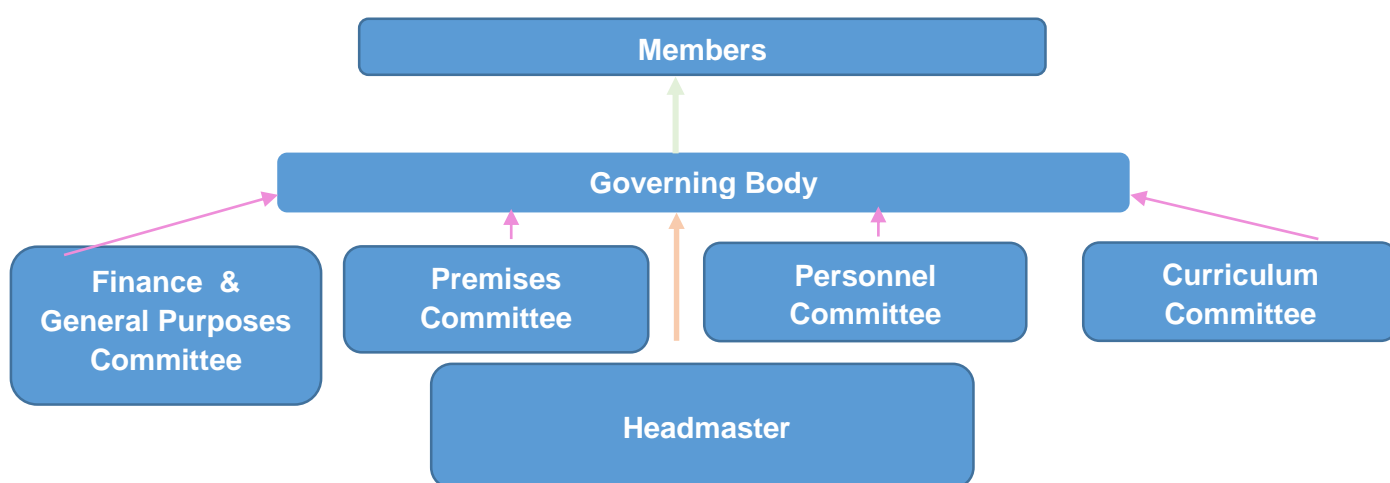 Members
Governing Body
Finance &
General Purposes
Committee
Premises
Committee
Personnel
Committee
Curriculum
Committee
Headmaster